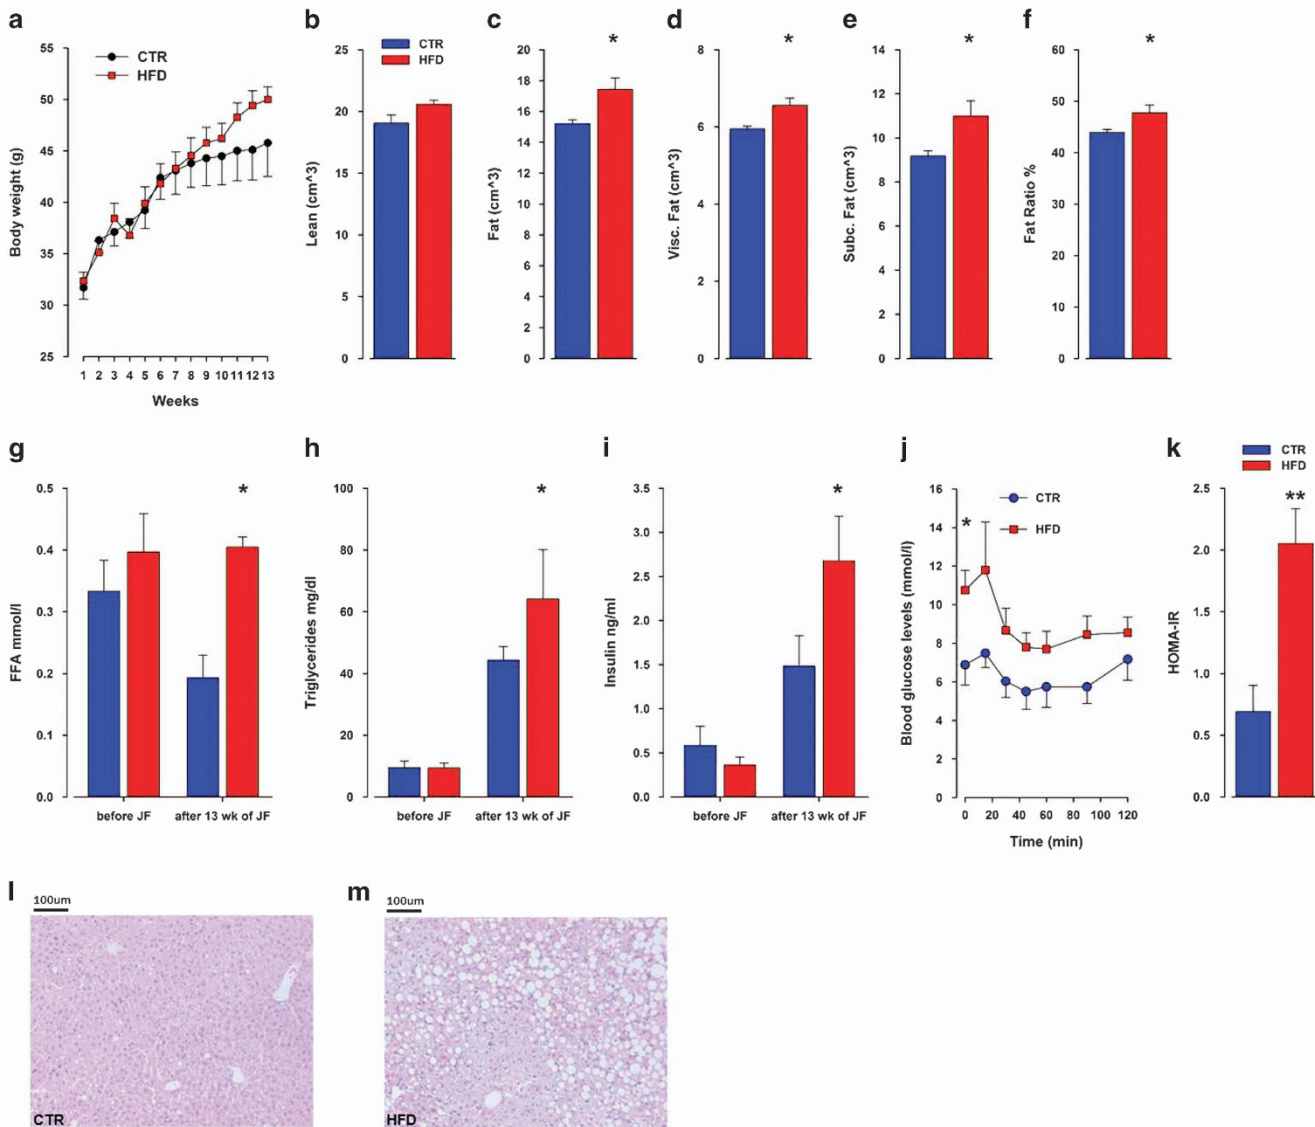 a
55
50
45
40
35
30
25
Body weight (g)
CTR
HFD
1 2 3 4 5 6 7 8 9 10 11 12 13
Weeks
b
25
20
15
10
5
0
Lean (cm^3)
CTR
HFD
c
20
18
16
14
12
10
8
6
4
2
0
Fat (cm^3)
*
d
8
6
4
2
0
Visc. Fat (cm^3)
*
e
14
12
10
8
6
4
2
0
Subc. Fat (cm^3)
*
f
60
50
40
30
20
10
0
Fat Ratio %
*
g
0.5
0.4
0.3
0.2
0.1
0.0
FFA mmol/l
*
before JF after 13 wk of JF
h
100
80
60
40
20
0
Triglycerides mg/dl
*
before JF after 13 wk of JF
i
3.5
3.0
2.5
2.0
1.5
1.0
0.5
0.0
Insulin ng/ml
*
before JF after 13 wk of JF
j
16
14
12
10
8
6
4
2
0
Blood glucose levels (mmol/l)
CTR
HFD
*
0 20 40 60 80 100 120
Time (min)
k
CTR
HFD
2.5
2.0
1.5
1.0
0.5
0.0
HOMA-IR
**
l
100um
CTR
m
100um
HFD